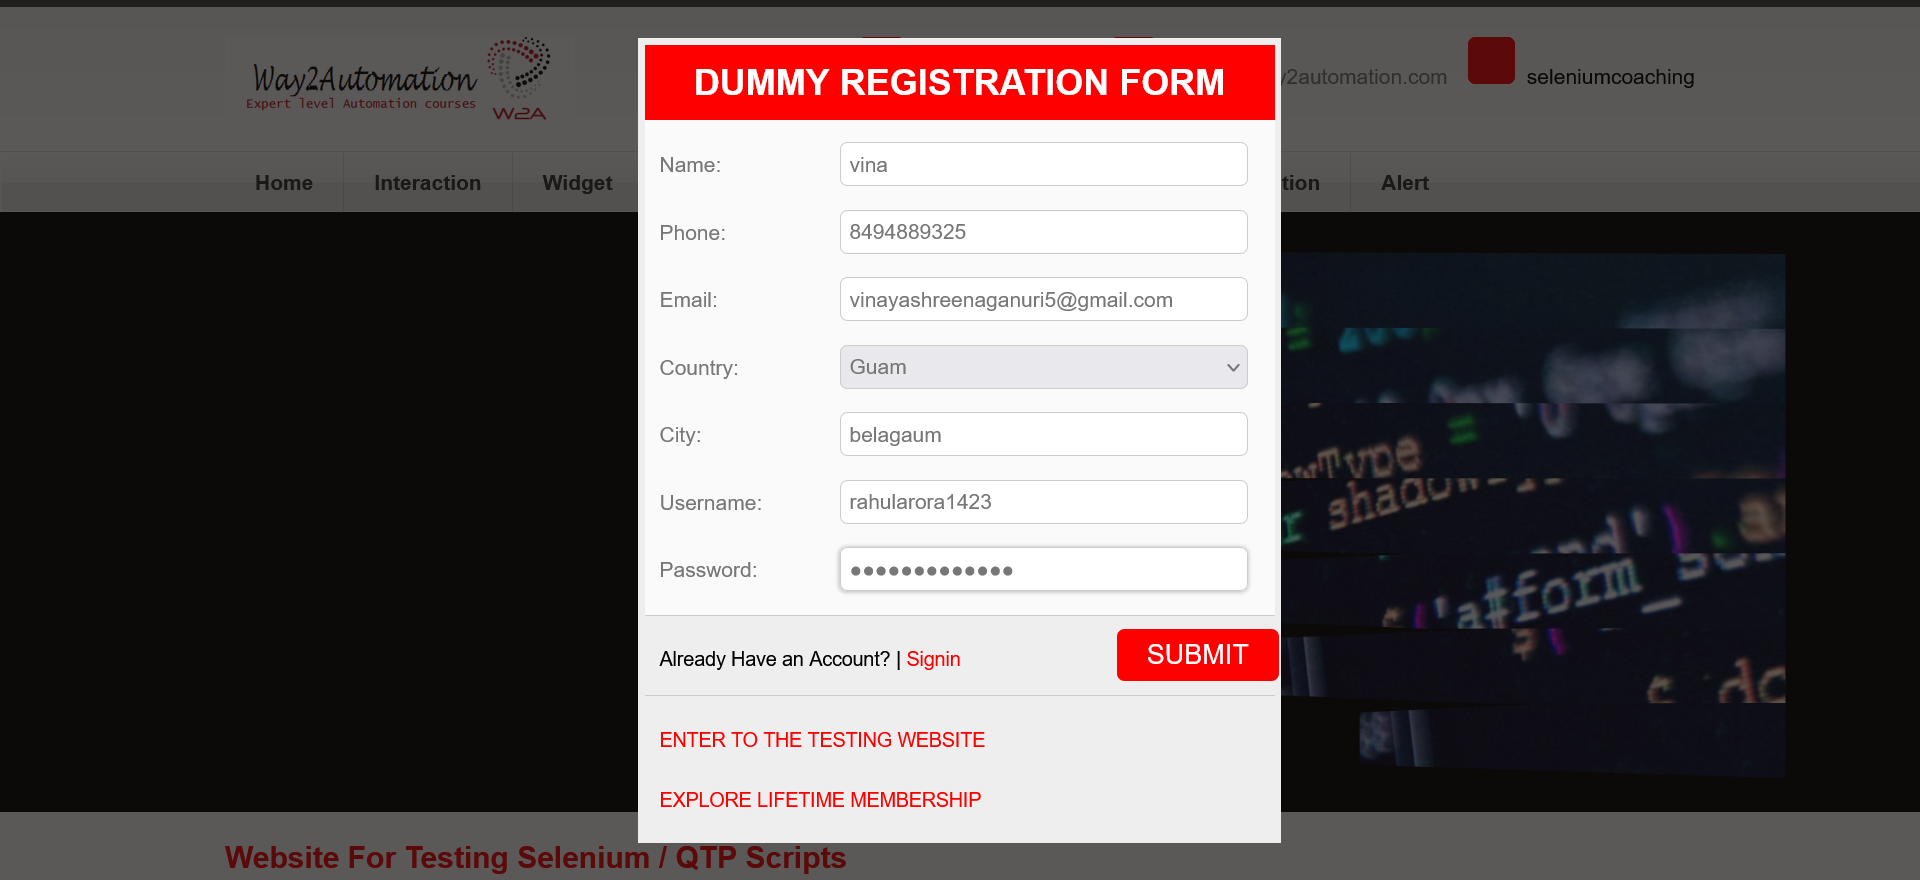 Way2Automation
Expert level Automation courses
W2A
y2automation.com
seleniumcoaching
Home
Interaction
Widget
tion
Alert
DUMMY REGISTRATION FORM
Name:
vina
Phone:
8494889325
Email:
vinayashreenaganuri5@gmail.com
Country:
Guam
City:
belagaum
Username:
rahularora1423
Password:
●●●●●●●●●●●●●
Already Have an Account? | Signin
SUBMIT
ENTER TO THE TESTING WEBSITE
EXPLORE LIFETIME MEMBERSHIP
Website For Testing Selenium / QTP Scripts